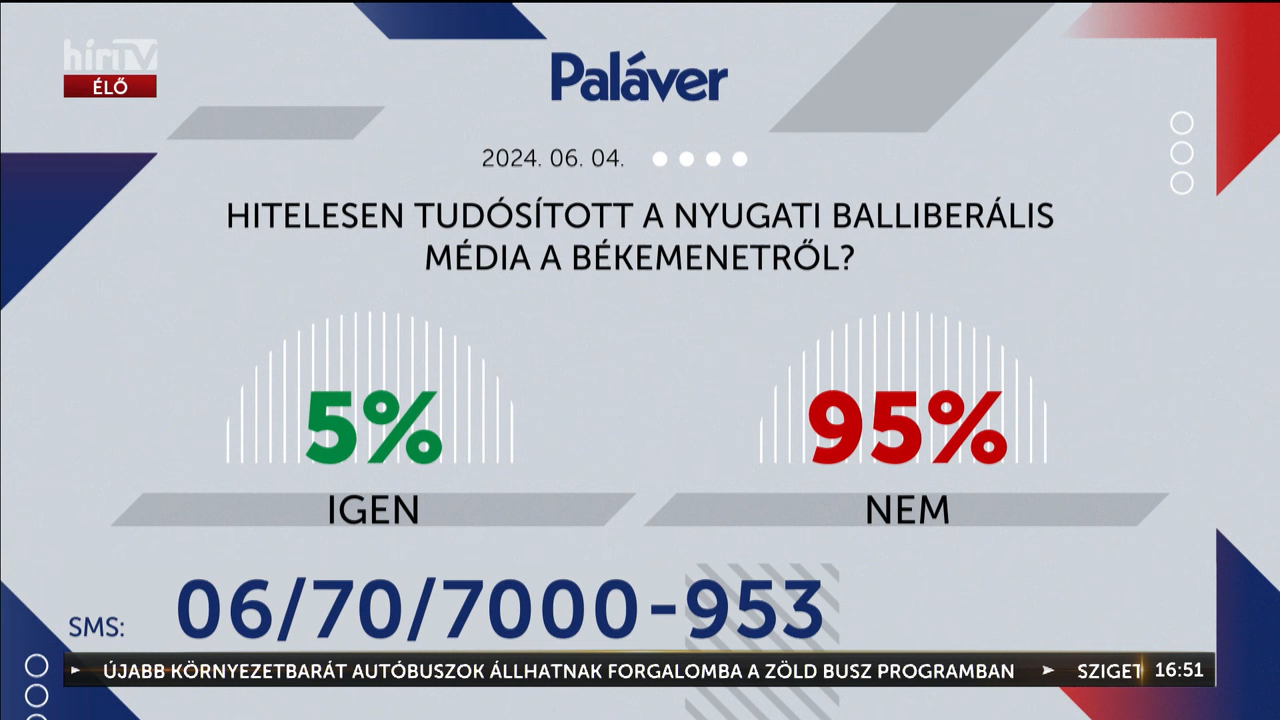 hírTV
ÉLŐ
Paláver
2024. 06. 04.
HITELESEN TUDÓSÍTOTT A NYUGATI BALLIBERÁLIS
MÉDIA A BÉKEMENETRŐL?
5%
95%
IGEN
NEM
SMS: 06/70/7000-953
ÚJABB KÖRNYEZETBARÁT AUTÓBUSZOK ÁLLHATNAK FORGALOMBA A ZÖLD BUSZ PROGRAMBAN ➤ SZIGET 16:51